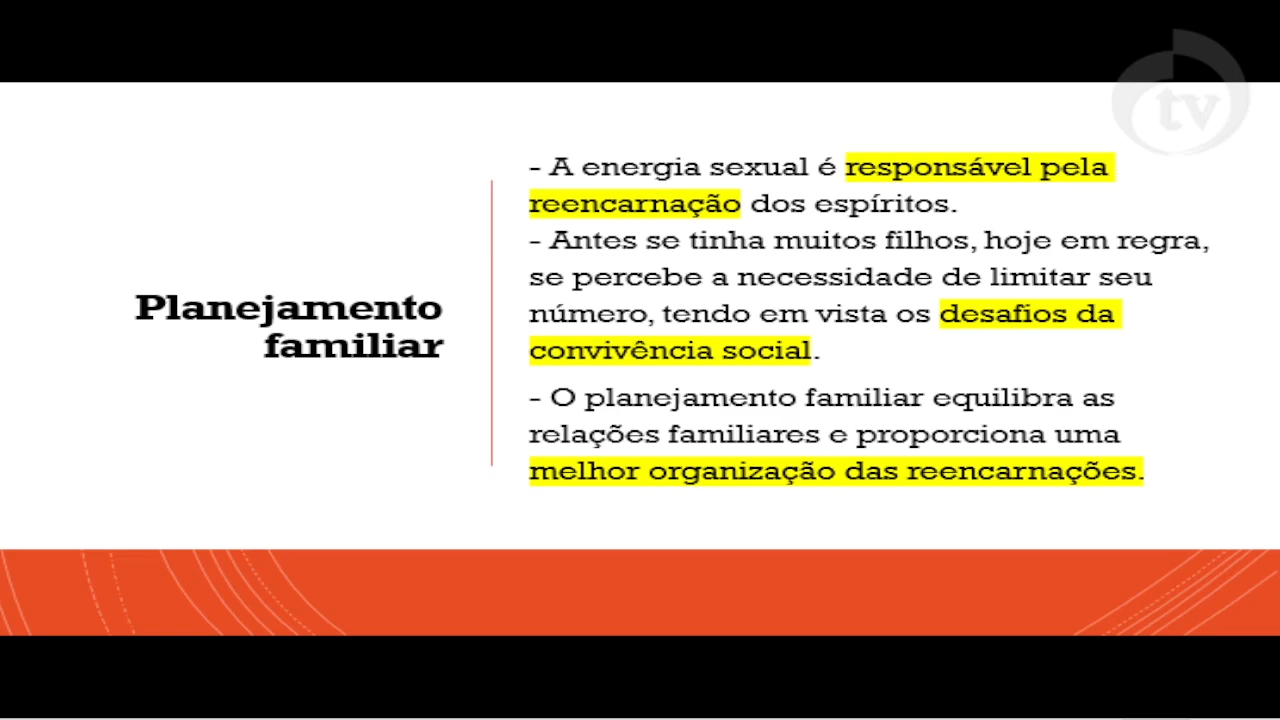 tv
Planejamento
familiar
- A energia sexual é responsável pela
reencarnação dos espíritos.
- Antes se tinha muitos filhos, hoje em regra,
se percebe a necessidade de limitar seu
número, tendo em vista os desafios da
convivência social.
- O planejamento familiar equilibra as
relações familiares e proporciona uma
melhor organização das reencarnações.